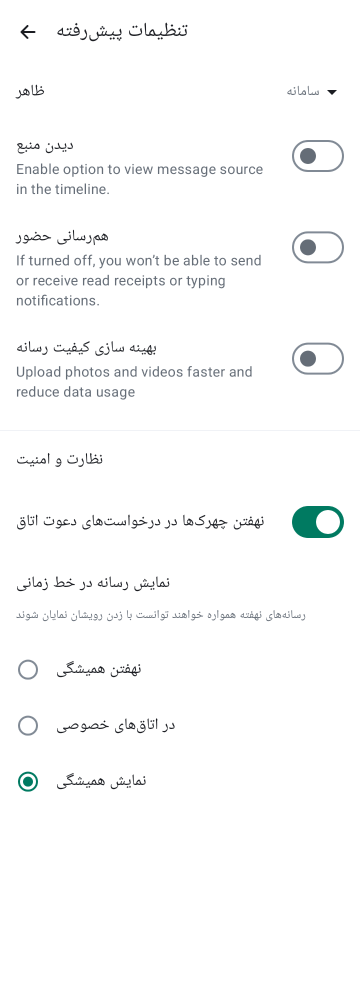 تنظیمات پیش‌رفته
ظاهر
سامانه
دیدن منبع
Enable option to view message source
in the timeline.
هم‌رسانی حضور
If turned off, you won’t be able to send
or receive read receipts or typing
notifications.
بهینه سازی کیفیت رسانه
Upload photos and videos faster and
reduce data usage
نظارت و امنیت
نهفتن چهرک‌ها در درخواست‌های دعوت اتاق
نمایش رسانه در خط زمانی
رسانه‌های نهفته همواره خواهند توانست با زدن رویشان نمایان شوند
نهفتن همیشگی
در اتاق‌های خصوصی
نمایش همیشگی